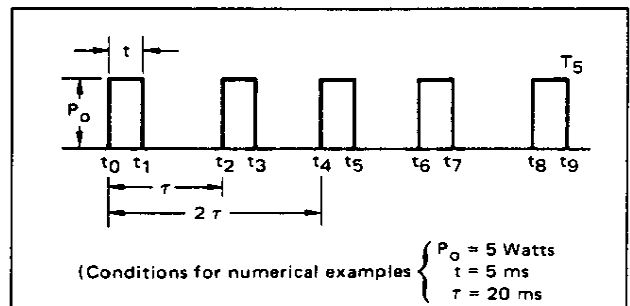 t
T5
Po
t0 t1 t2 t3 t4 t5 t6 t7 t8 t9
τ
2 τ
(Conditions for numerical examples { Po = 5 Watts
t = 5 ms
τ = 20 ms